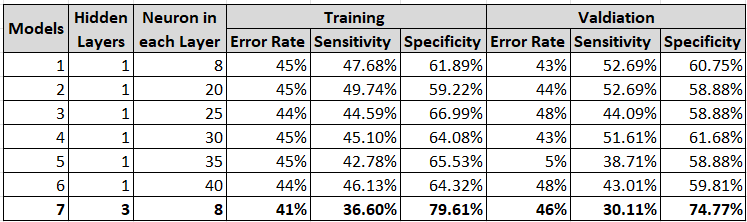 Models Hidden Layers Neuron in each Layer Training Valdiation
Error Rate Sensitivity Specificity Error Rate Sensitivity Specificity
1 1 8 45% 47.68% 61.89% 43% 52.69% 60.75%
2 1 20 45% 49.74% 59.22% 44% 52.69% 58.88%
3 1 25 44% 44.59% 66.99% 48% 44.09% 58.88%
4 1 30 45% 45.10% 64.08% 43% 51.61% 61.68%
5 1 35 45% 42.78% 65.53% 5% 38.71% 58.88%
6 1 40 44% 46.13% 64.32% 48% 43.01% 59.81%
7 3 8 41% 36.60% 79.61% 46% 30.11% 74.77%